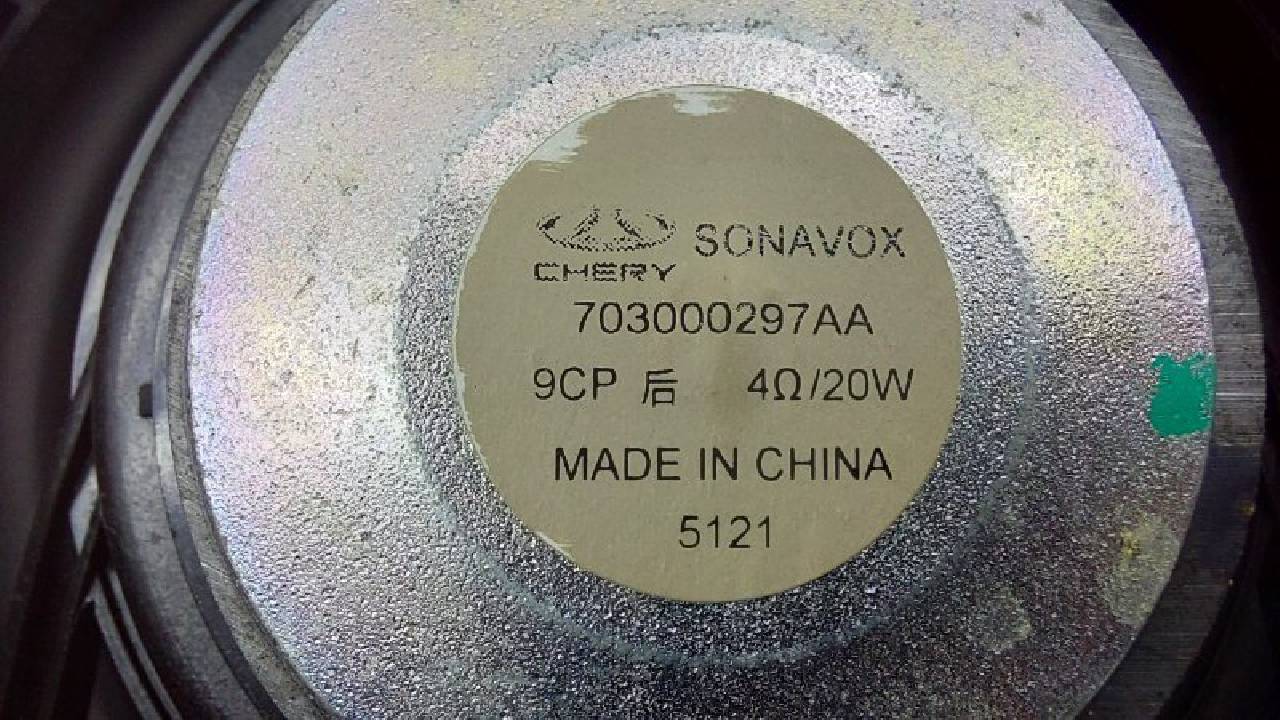 SONAVOX
CHERY
703000297AA
9CP 后 4Ω/20W
MADE IN CHINA
5121